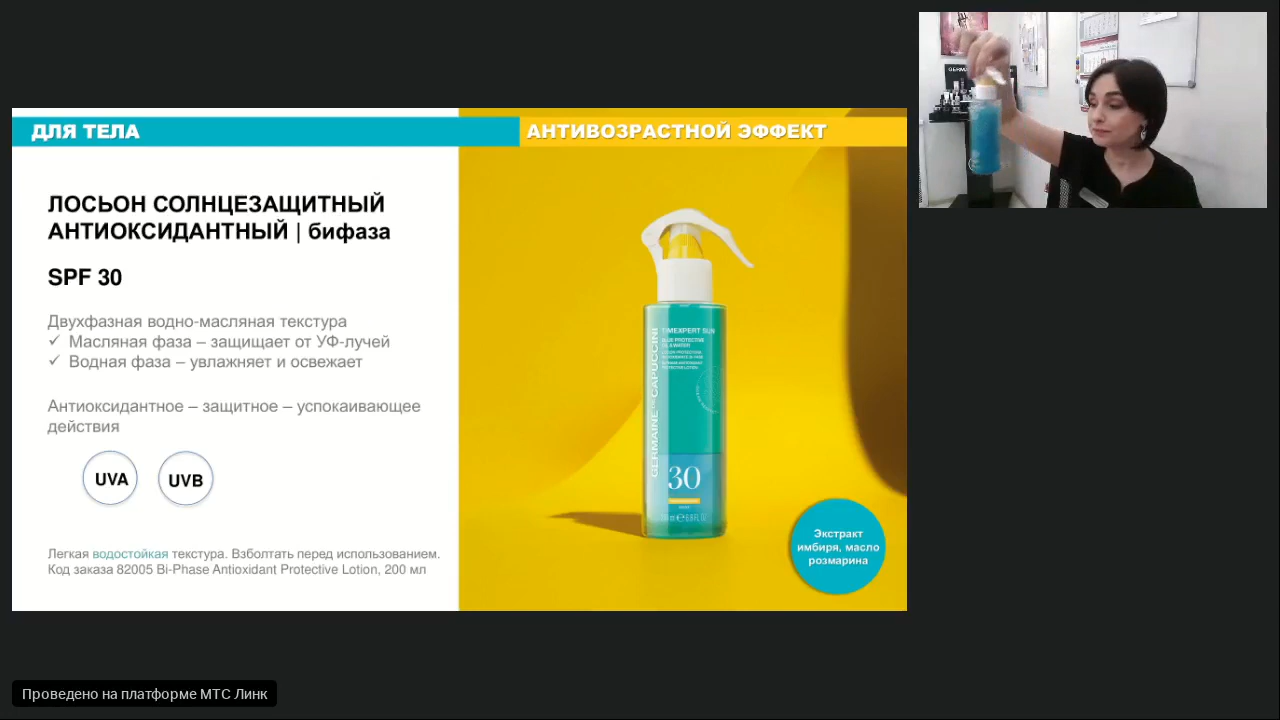 ДЛЯ ТЕЛА
АНТИВОЗРАСТНОЙ ЭФФЕКТ
ЛОСЬОН СОЛНЦЕЗАЩИТНЫЙ
АНТИОКСИДАНТНЫЙ | бифаза
SPF 30
Двухфазная водно-масляная текстура
✓ Масляная фаза – защищает от УФ-лучей
✓ Водная фаза – увлажняет и освежает
Антиоксидантное – защитное – успокаивающее
действия
UVA
UVB
Легкая водостойкая текстура. Взболтать перед использованием.
Код заказа 82005 Bi-Phase Antioxidant Protective Lotion, 200 мл
TIMEXPERT SUN
GERMAINE DE CAPUCCINI
30
Экстракт
имбиря, масло
розмарина
Проведено на платформе МТС Линк